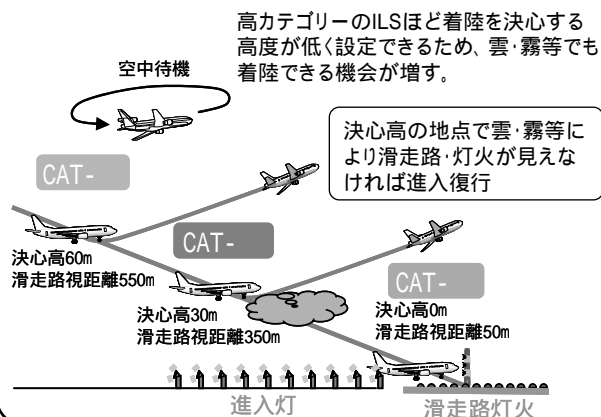 高カテゴリーのILSほど着陸を決心する
高度が低く設定できるため、雲・霧等でも
着陸できる機会が増す。
空中待機
決心高の地点で雲・霧等に
より滑走路・灯火が見えな
ければ進入復行
CAT-
CAT-
CAT-
決心高60m
滑走路視距離550m
決心高30m
滑走路視距離350m
決心高0m
滑走路視距離50m
進入灯
滑走路灯火